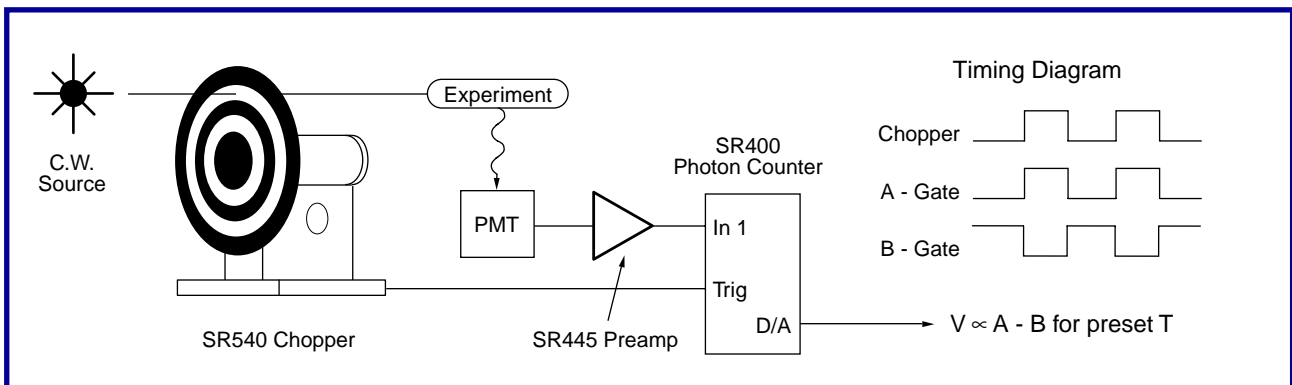 C.W.
Source
SR540 Chopper
Experiment
PMT
SR445 Preamp
SR400
Photon Counter
In 1
Trig
D/A
Timing Diagram
Chopper
A - Gate
B - Gate
V ∝ A - B for preset T